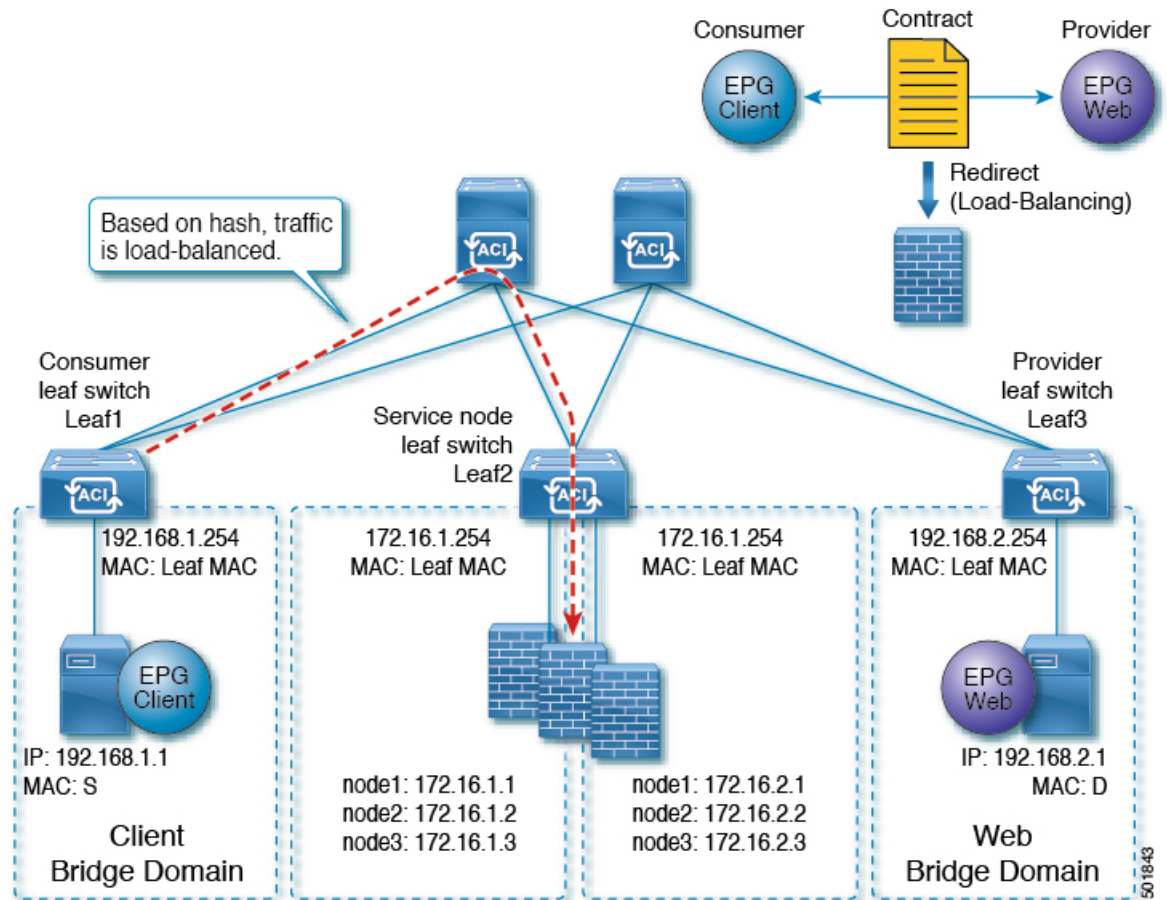 Contract
Consumer
Provider
EPG
Client
EPG
Web
Redirect
(Load-Balancing)
Based on hash, traffic
is load-balanced.
ACI
ACI
Consumer
leaf switch
Leaf1
Service node
leaf switch
Leaf2
Provider
leaf switch
Leaf3
ACI
ACI
ACI
192.168.1.254
MAC: Leaf MAC
172.16.1.254
MAC: Leaf MAC
172.16.1.254
MAC: Leaf MAC
192.168.2.254
MAC: Leaf MAC
EPG
Client
EPG
Web
IP: 192.168.1.1
MAC: S
node1: 172.16.1.1
node2: 172.16.1.2
node3: 172.16.1.3
node1: 172.16.2.1
node2: 172.16.2.2
node3: 172.16.2.3
IP: 192.168.2.1
MAC: D
Client
Bridge Domain
Web
Bridge Domain
501843